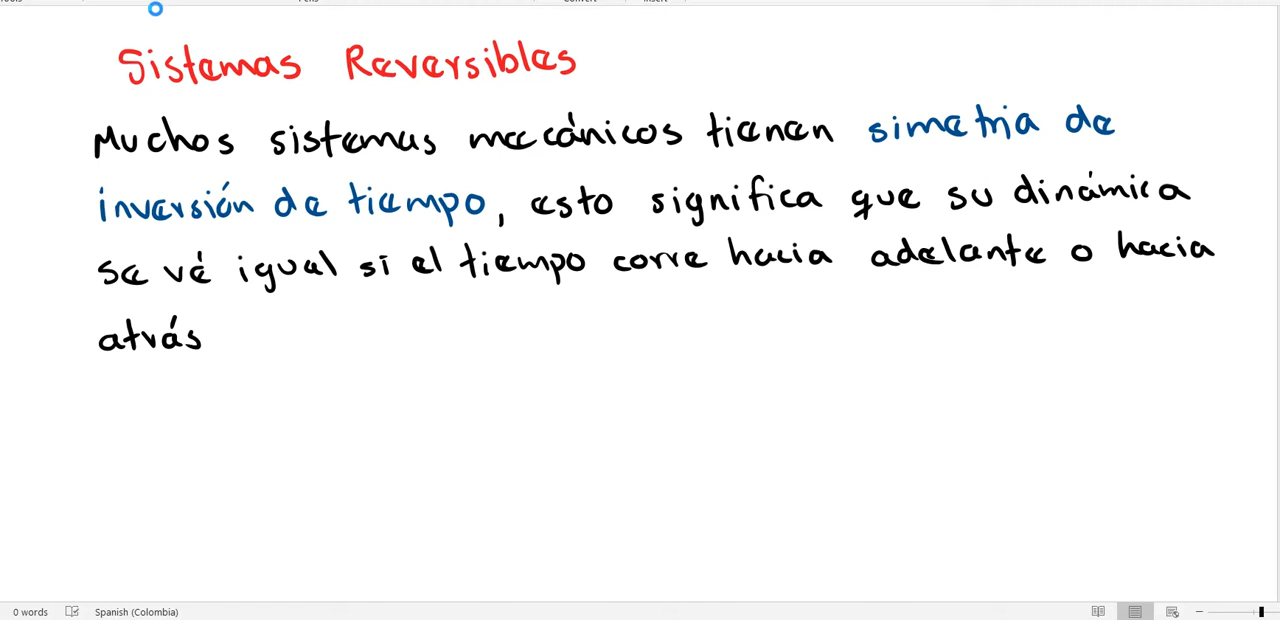 Sistemas Reversibles
Muchos sistemas mecánicos tienen simetria de
inversión de tiempo, esto significa que su dinámica
se vé igual si el tiempo corre hacia adelante o hacia
atrás
0 words Spanish (Colombia)